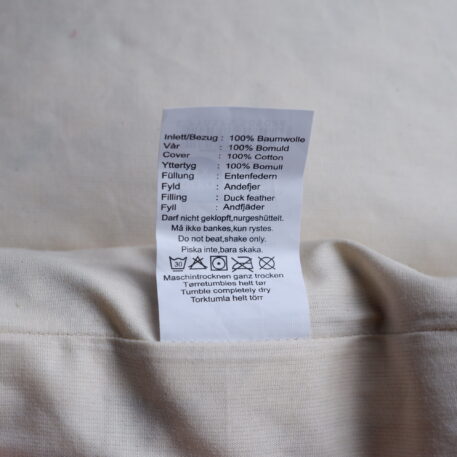 Inlett/Bezug : 100% Baumwolle
Vår : 100% Bomuld
Cover : 100% Cotton
Yttertyg : 100% Bomull
Füllung : Entenfedern
Fyld : Andefjer
Filling : Duck feather
Fyll : Andfjäder
Darf nicht geklopft,nurgeshüttelt.
Må ikke bankes,kun rystes.
Do not beat,shake only.
Piska inte,bara skaka.
30
Maschintrocknen ganz trocken
Tørretumbles helt tør
Tumble completely dry
Torktumla helt törr